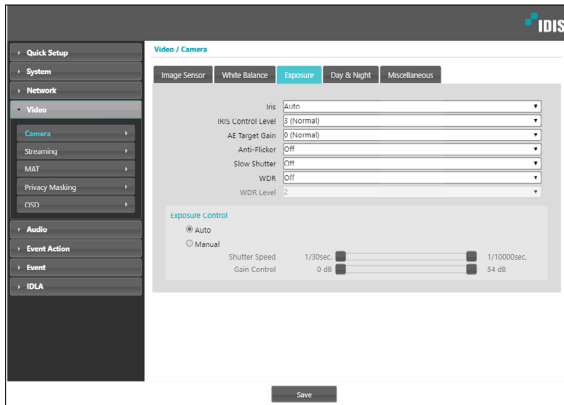 IDIS
Quick Setup
System
Network
Video
Camera
Streaming
MAT
Privacy Masking
OSD
Audio
Event Action
Event
IDLA
Video / Camera
Image Sensor White Balance Exposure Day & Night Miscellaneous
Iris Auto
IRIS Control Level 3 (Normal)
AE Target Gain 0 (Normal)
Anti-Flicker Off
Slow Shutter Off
WDR Off
WDR Level 2
Exposure Control
Auto
Manual
Shutter Speed 1/30sec. 1/10000sec.
Gain Control 0 dB 54 dB
Save